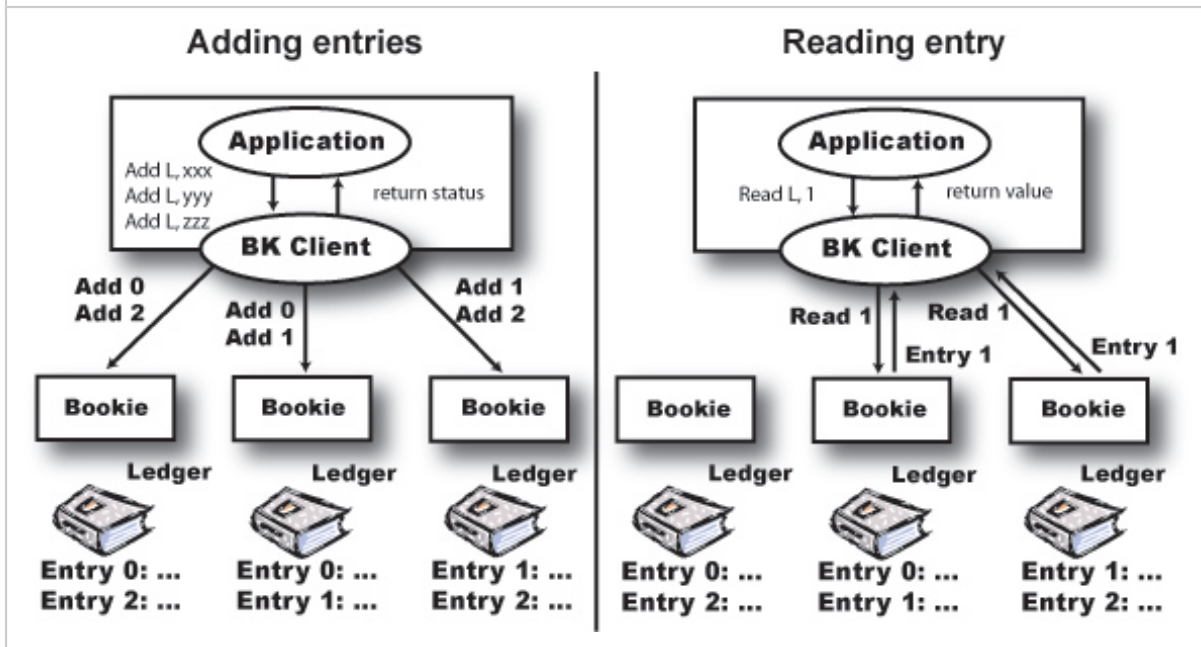 Adding entries
Application
Add L, xxx
Add L, yyy
Add L, zzz
return status
BK Client
Add 0
Add 2
Add 0
Add 1
Add 1
Add 2
Bookie
Bookie
Bookie
Ledger
Ledger
Ledger
Entry 0: ...
Entry 2: ...
Entry 0: ...
Entry 1: ...
Entry 1: ...
Entry 2: ...
Reading entry
Application
Read L, 1
return value
BK Client
Read 1
Entry 1
Read 1
Entry 1
Bookie
Bookie
Bookie
Ledger
Ledger
Ledger
Entry 0: ...
Entry 2: ...
Entry 0: ...
Entry 1: ...
Entry 1: ...
Entry 2: ...